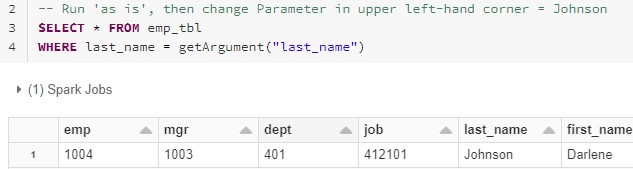 2 -- Run 'as is', then change Parameter in upper left-hand corner = Johnson
3 SELECT * FROM emp_tbl
4 WHERE last_name = getArgument("last_name")
(1) Spark Jobs
emp mgr dept job last_name first_name
1 1004 1003 401 412101 Johnson Darlene